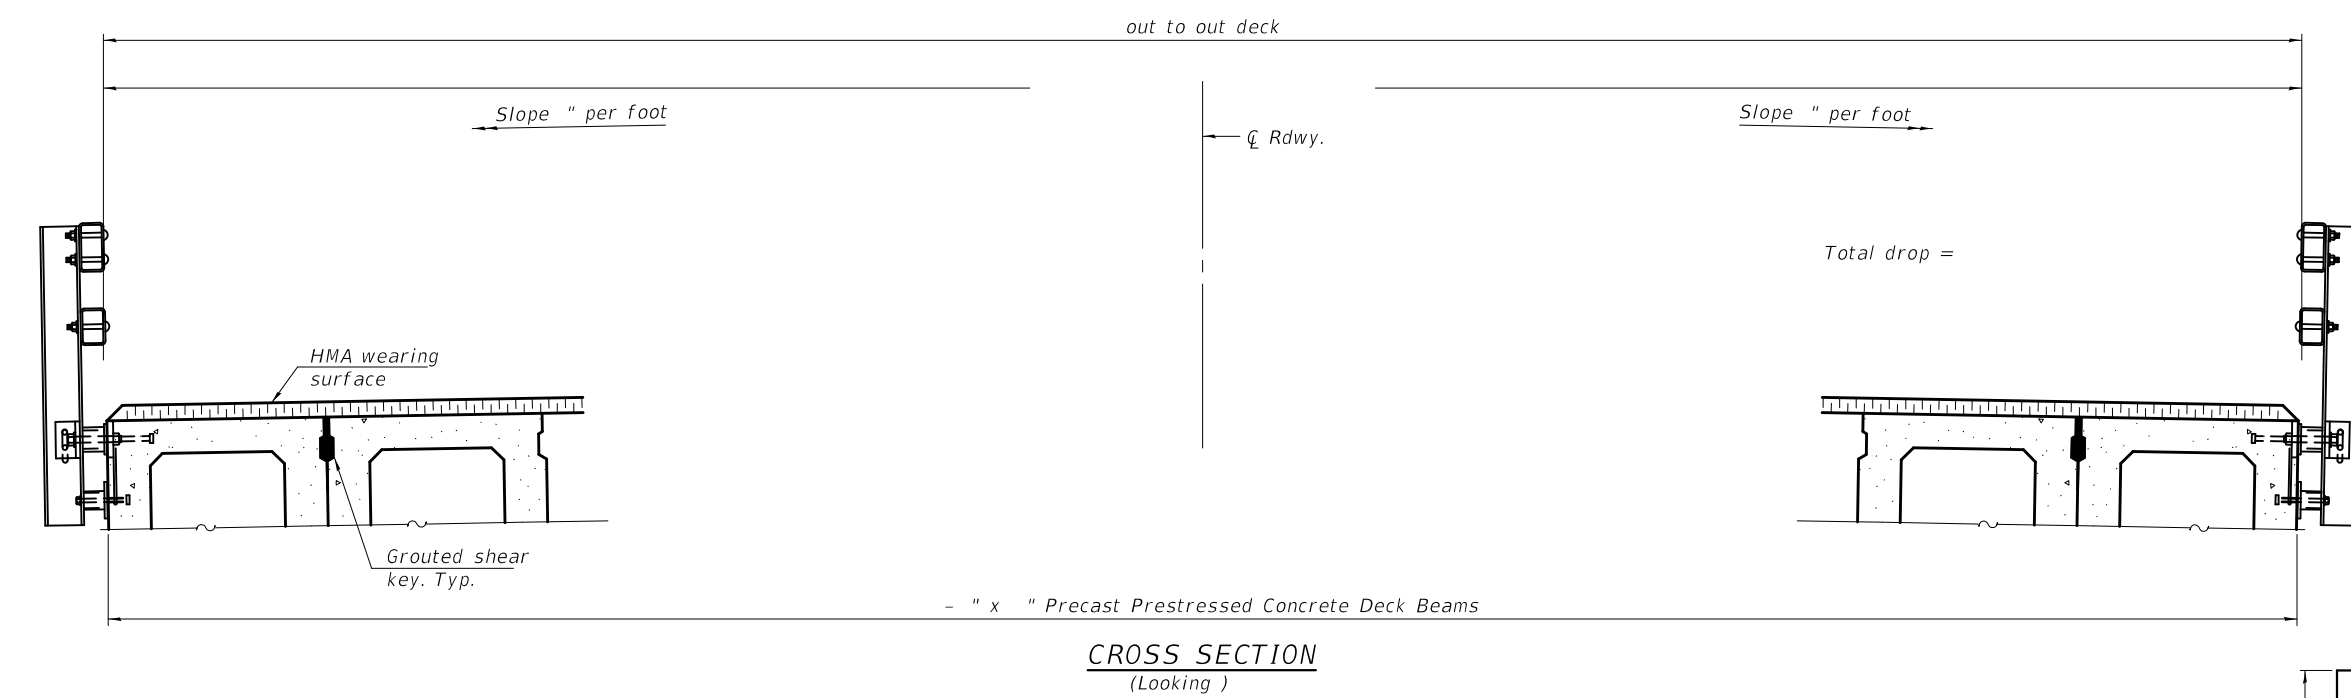 out to out deck
Slope " per foot
Slope " per foot
℄ Rdwy.
Total drop =
HMA wearing
surface
Grouted shear
key. Typ.
- " x " Precast Prestressed Concrete Deck Beams
CROSS SECTION
(Looking )